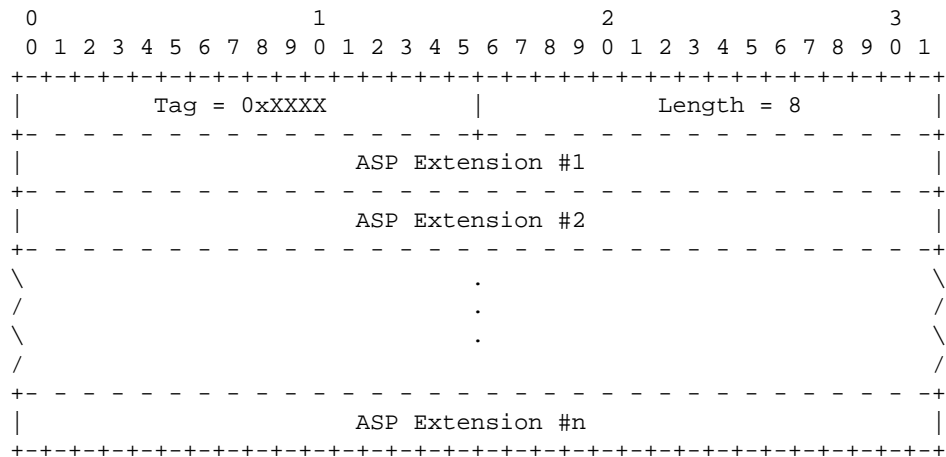 0                   1                   2                   3
0 1 2 3 4 5 6 7 8 9 0 1 2 3 4 5 6 7 8 9 0 1 2 3 4 5 6 7 8 9 0 1
+-+-+-+-+-+-+-+-+-+-+-+-+-+-+-+-+-+-+-+-+-+-+-+-+-+-+-+-+-+-+-+-+
|         Tag = 0xXXXX          |            Length = 8         |
+- - - - - - - - - - - - - - - -+- - - - - - - - - - - - - - - -+
|                       ASP Extension #1                        |
+- - - - - - - - - - - - - - - - - - - - - - - - - - - - - - - -+
|                       ASP Extension #2                        |
+- - - - - - - - - - - - - - - - - - - - - - - - - - - - - - - -+
\                               .                               \
/                               .                               /
\                               .                               \
/                                                               /
+- - - - - - - - - - - - - - - - - - - - - - - - - - - - - - - -+
|                       ASP Extension #n                        |
+-+-+-+-+-+-+-+-+-+-+-+-+-+-+-+-+-+-+-+-+-+-+-+-+-+-+-+-+-+-+-+-+